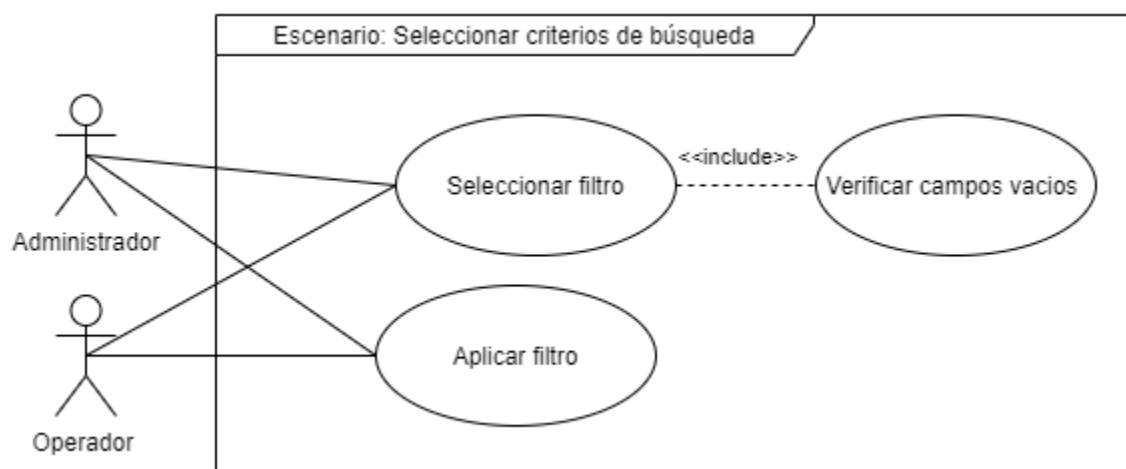 Escenario: Seleccionar criterios de búsqueda
Administrador
Seleccionar filtro
<<include>>
Verificar campos vacios
Operador
Aplicar filtro